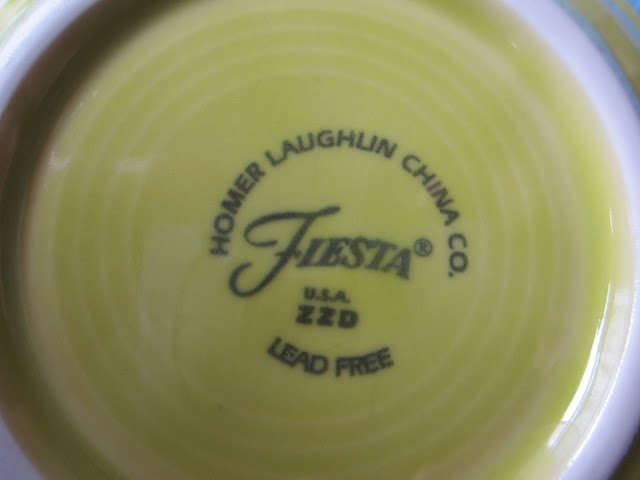 HOMER LAUGHLIN CHINA CO.
FIESTA®
U.S.A.
ZZD
LEAD FREE